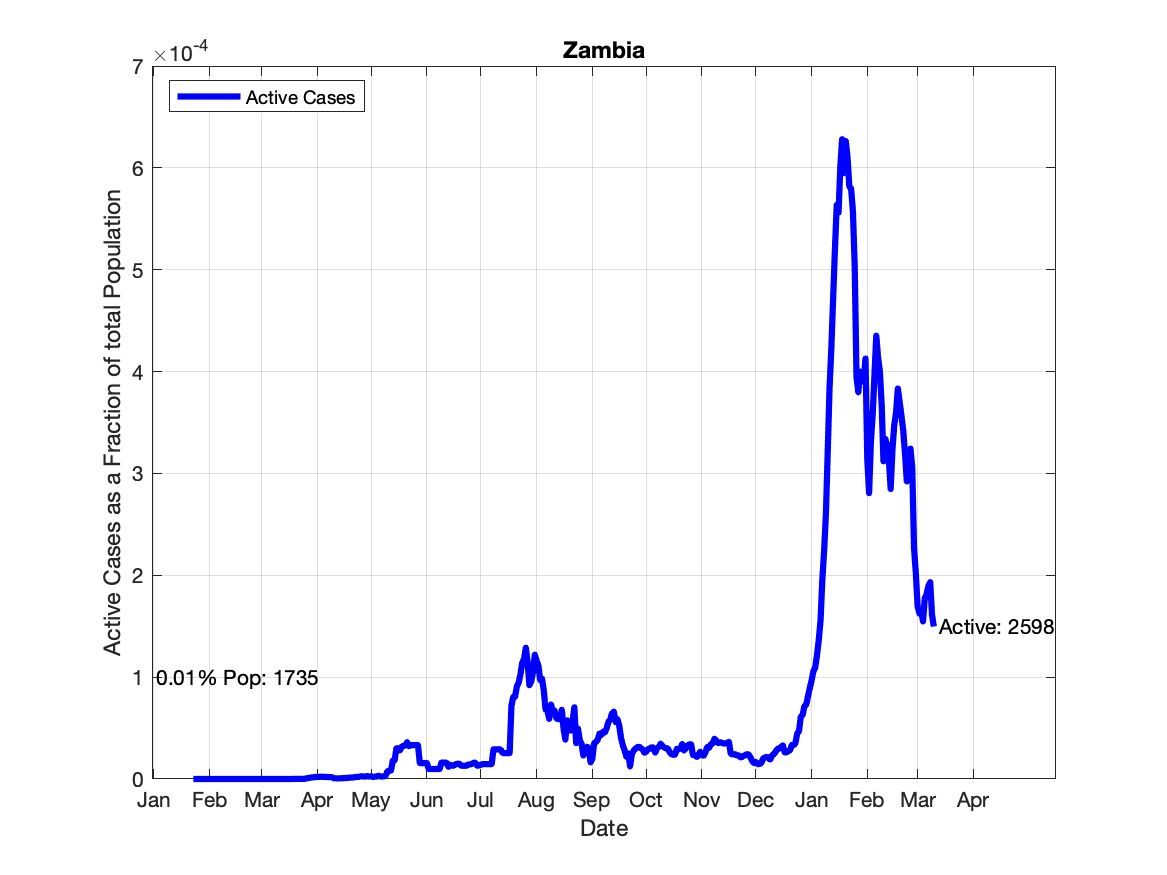 Zambia
×10-4
7
6
5
4
3
2
1
0
Active Cases
Active Cases as a Fraction of total Population
0.01% Pop: 1735
Active: 2598
Jan Feb Mar Apr May Jun Jul Aug Sep Oct Nov Dec Jan Feb Mar Apr
Date